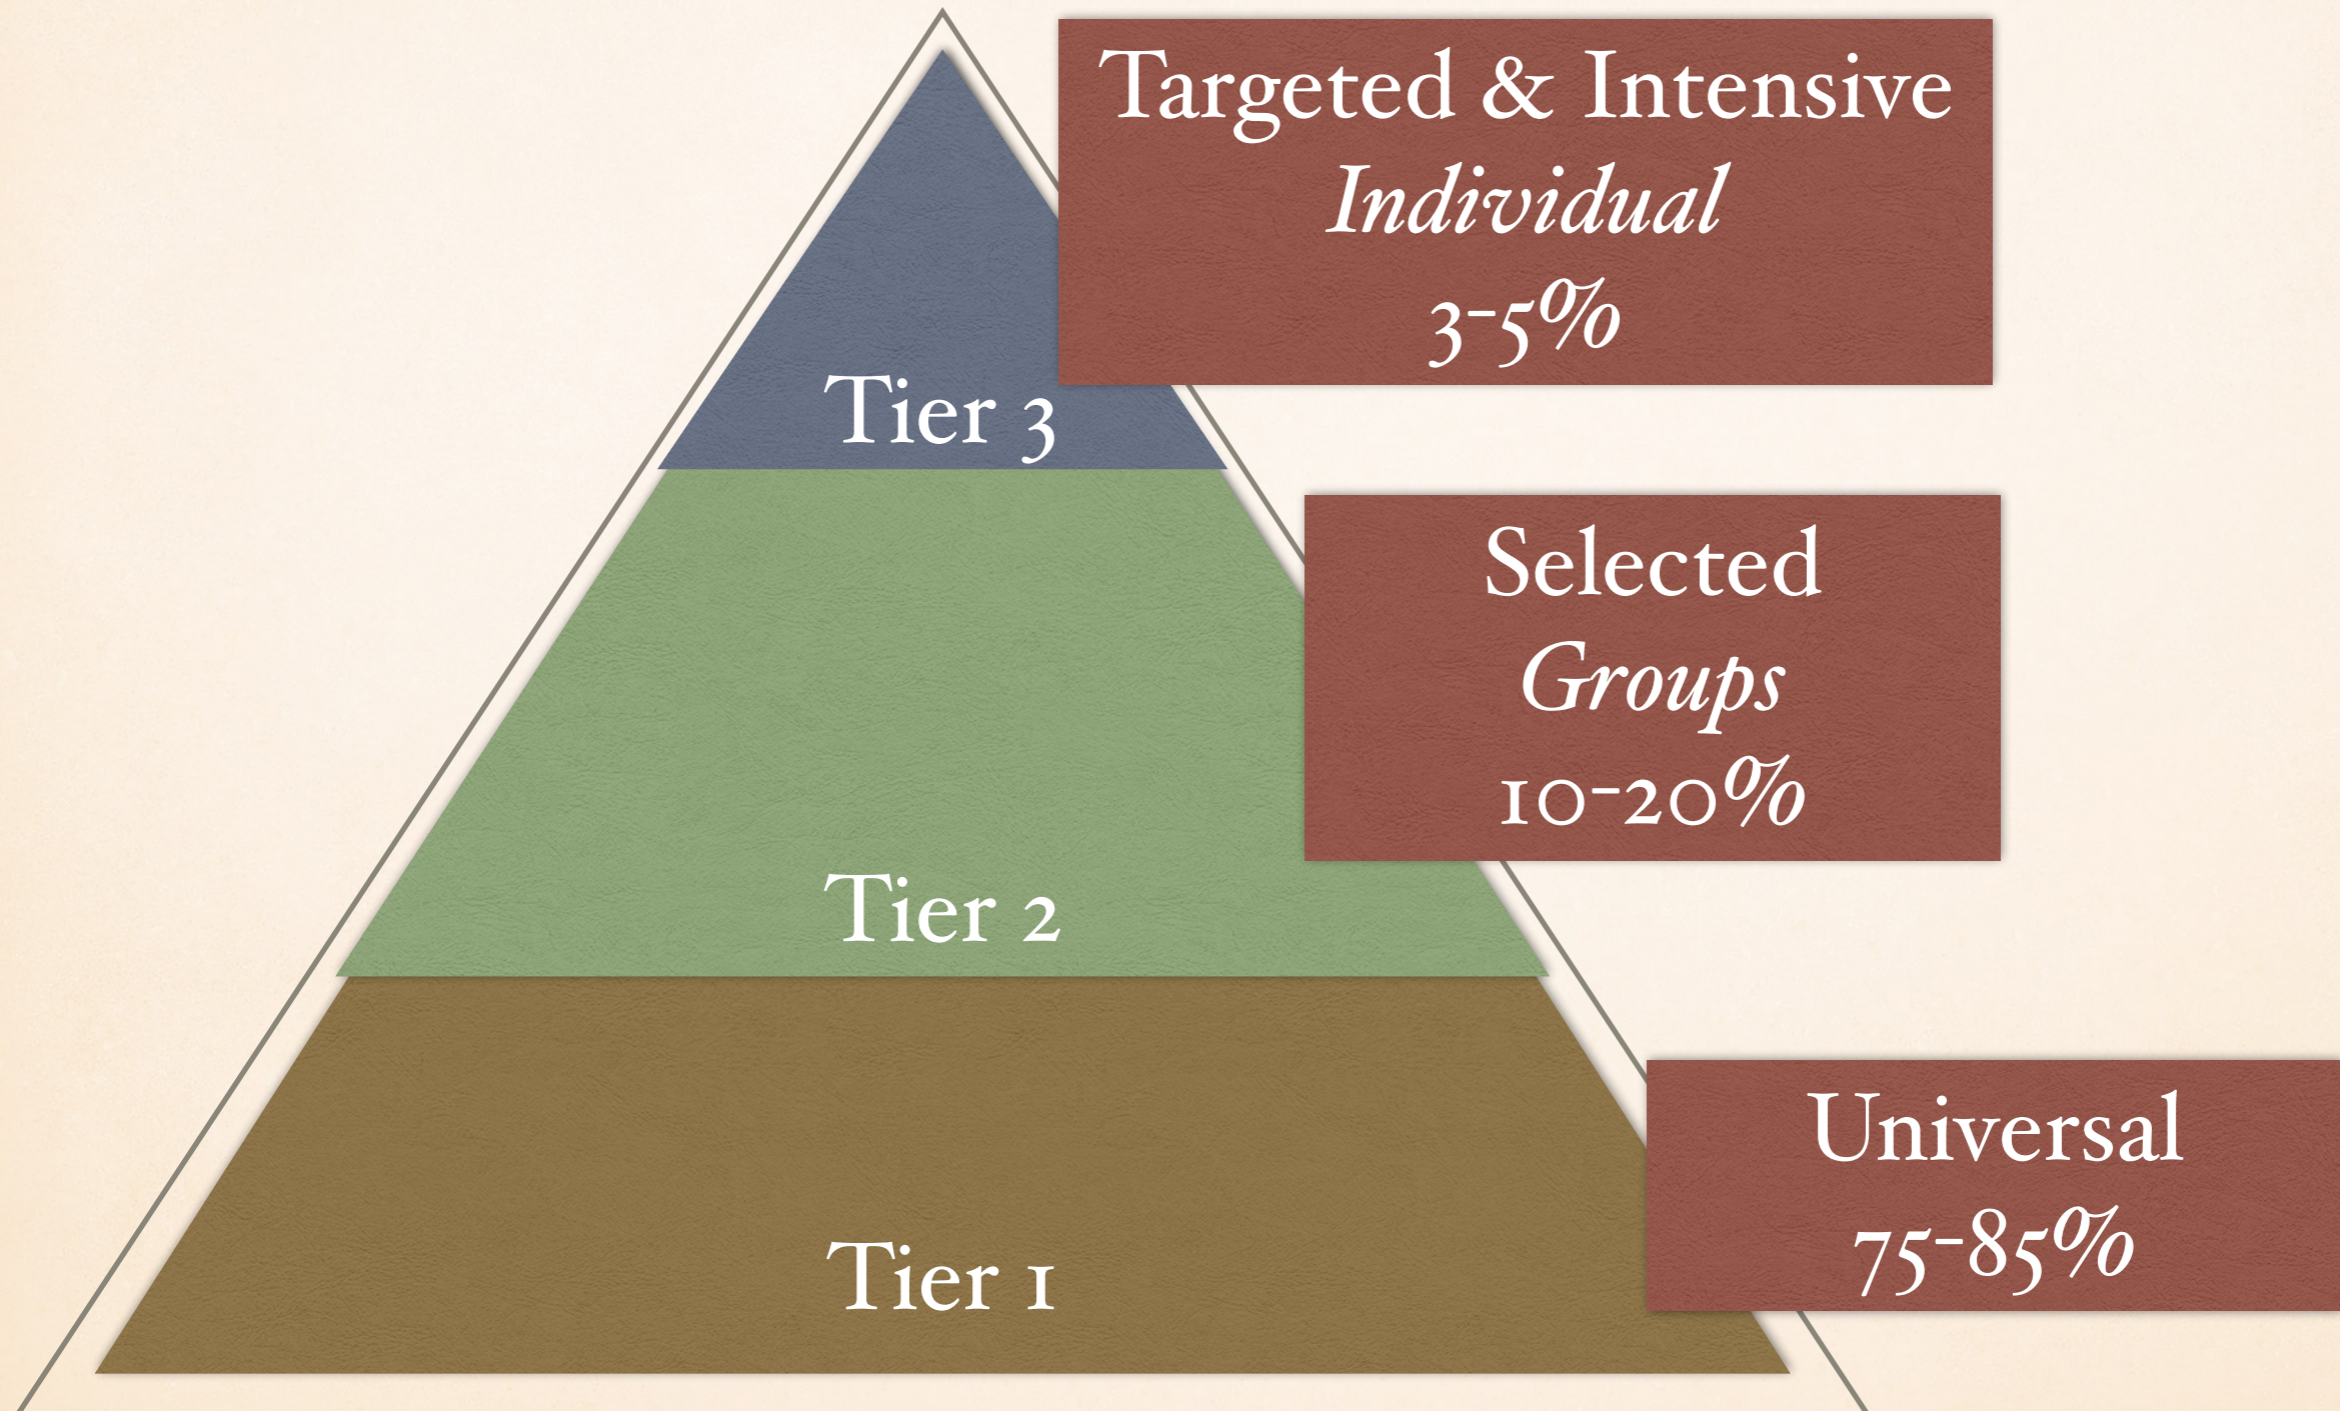 Targeted & Intensive
Individual
3-5%
Tier 3
Selected
Groups
10-20%
Tier 2
Universal
75-85%
Tier 1